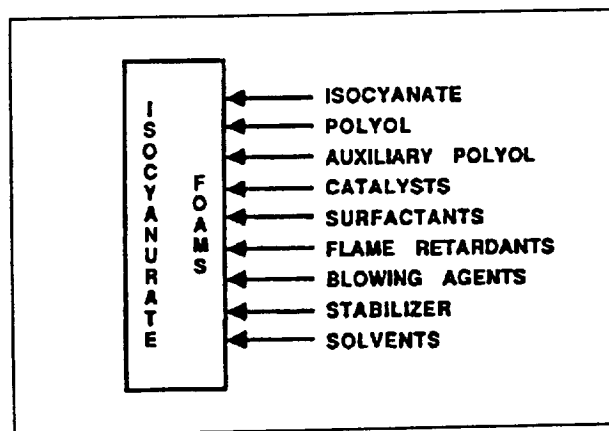 ISOCYANURATE
FOAMS
ISOCYANATE
POLYOL
AUXILIARY POLYOL
CATALYSTS
SURFACTANTS
FLAME RETARDANTS
BLOWING AGENTS
STABILIZER
SOLVENTS